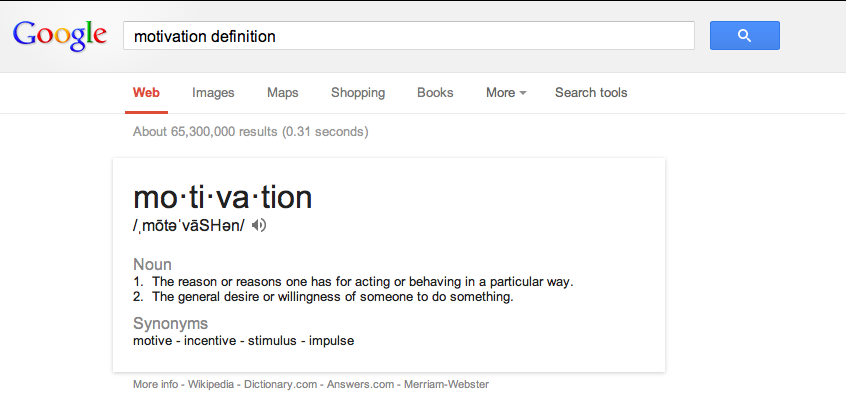 Google motivation definition
Web Images Maps Shopping Books More Search tools
About 65,300,000 results (0.31 seconds)
mo·ti·va·tion
/ˌmōtəˈvāSHən/
Noun
1. The reason or reasons one has for acting or behaving in a particular way.
2. The general desire or willingness of someone to do something.
Synonyms
motive - incentive - stimulus - impulse
More info - Wikipedia - Dictionary.com - Answers.com - Merriam-Webster